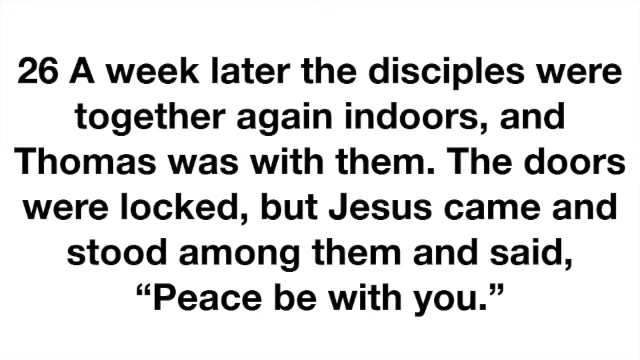 26 A week later the disciples were
together again indoors, and
Thomas was with them. The doors
were locked, but Jesus came and
stood among them and said,
“Peace be with you.”